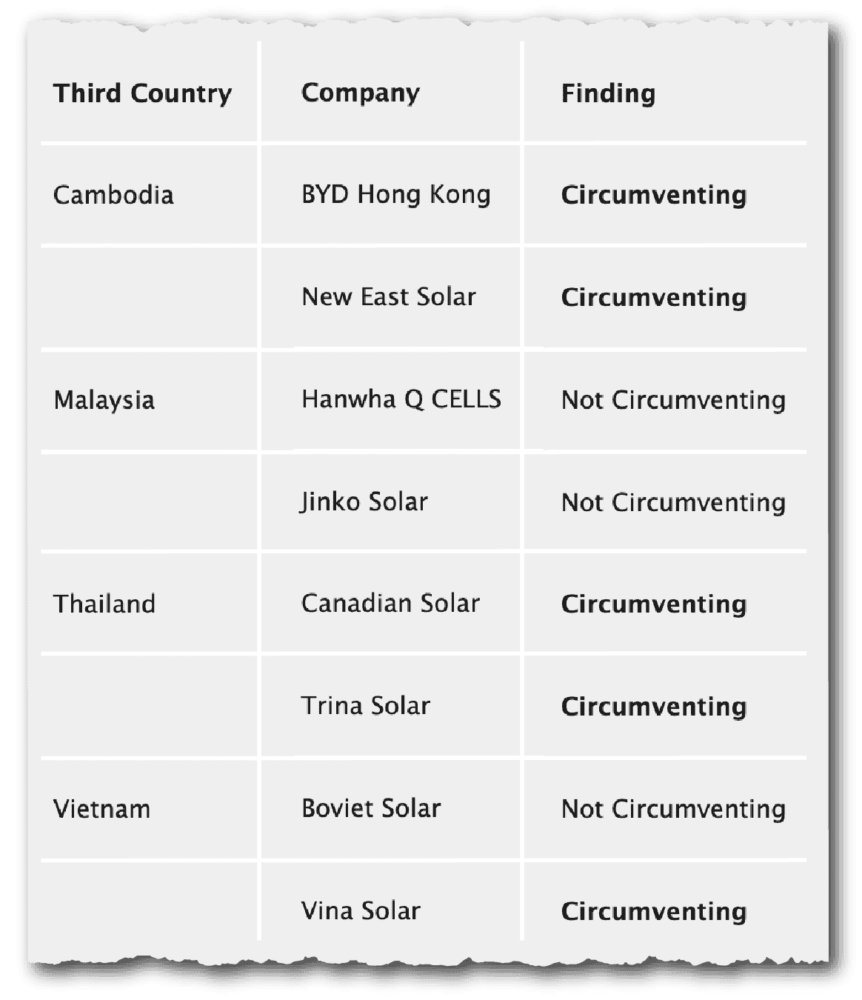 Third Country Company Finding
Cambodia BYD Hong Kong Circumventing
New East Solar Circumventing
Malaysia Hanwha Q CELLS Not Circumventing
Jinko Solar Not Circumventing
Thailand Canadian Solar Circumventing
Trina Solar Circumventing
Vietnam Boviet Solar Not Circumventing
Vina Solar Circumventing